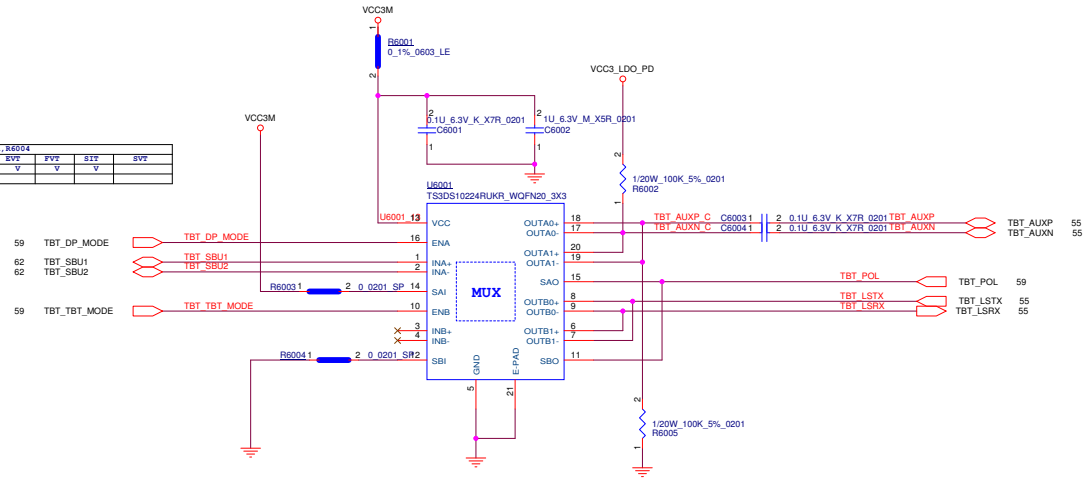 VCC3M
1
R6001
0_1%_0603_LE
2
VCC3_LDO_PD
VCC3M
2
0.1U_6.3V_K_X7R_0201
C6001
1
2
1U_6.3V_M_X5R_0201
C6002
1
,R6004
EVT FVT SIT SVT
V V V
2
1/20W_100K_5%_0201
R6002
1
U6001
TS3DS10224RUKR_WQFN20_3X3
U6001_13
13
VCC
OUTA0+
18
TBT_AUXP_C
C6003
1
2
0.1U_6.3V_K_X7R_0201
TBT_AUXP
TBT_AUXP
55
OUTA0-
17
TBT_AUXN_C
C6004
1
2
0.1U_6.3V_K_X7R_0201
TBT_AUXN
TBT_AUXN
55
59
TBT_DP_MODE
TBT_DP_MODE
16
ENA
OUTA1+
20
OUTA1-
19
62
TBT_SBU1
TBT_SBU1
1
INA+
62
TBT_SBU2
TBT_SBU2
2
INA-
SAO
15
TBT_POL
TBT_POL
59
R6003
1
2
0_0201_SP
14
SAI
MUX
OUTB0+
8
TBT_LSTX
TBT_LSTX
55
OUTB0-
9
TBT_LSRX
TBT_LSRX
55
59
TBT_TBT_MODE
TBT_TBT_MODE
10
ENB
3
INB+
4
INB-
OUTB1+
6
OUTB1-
7
R6004
1
2
0_0201_SP
12
SBI
SBO
11
GND
E-PAD
5
21
2
1/20W_100K_5%_0201
R6005
1